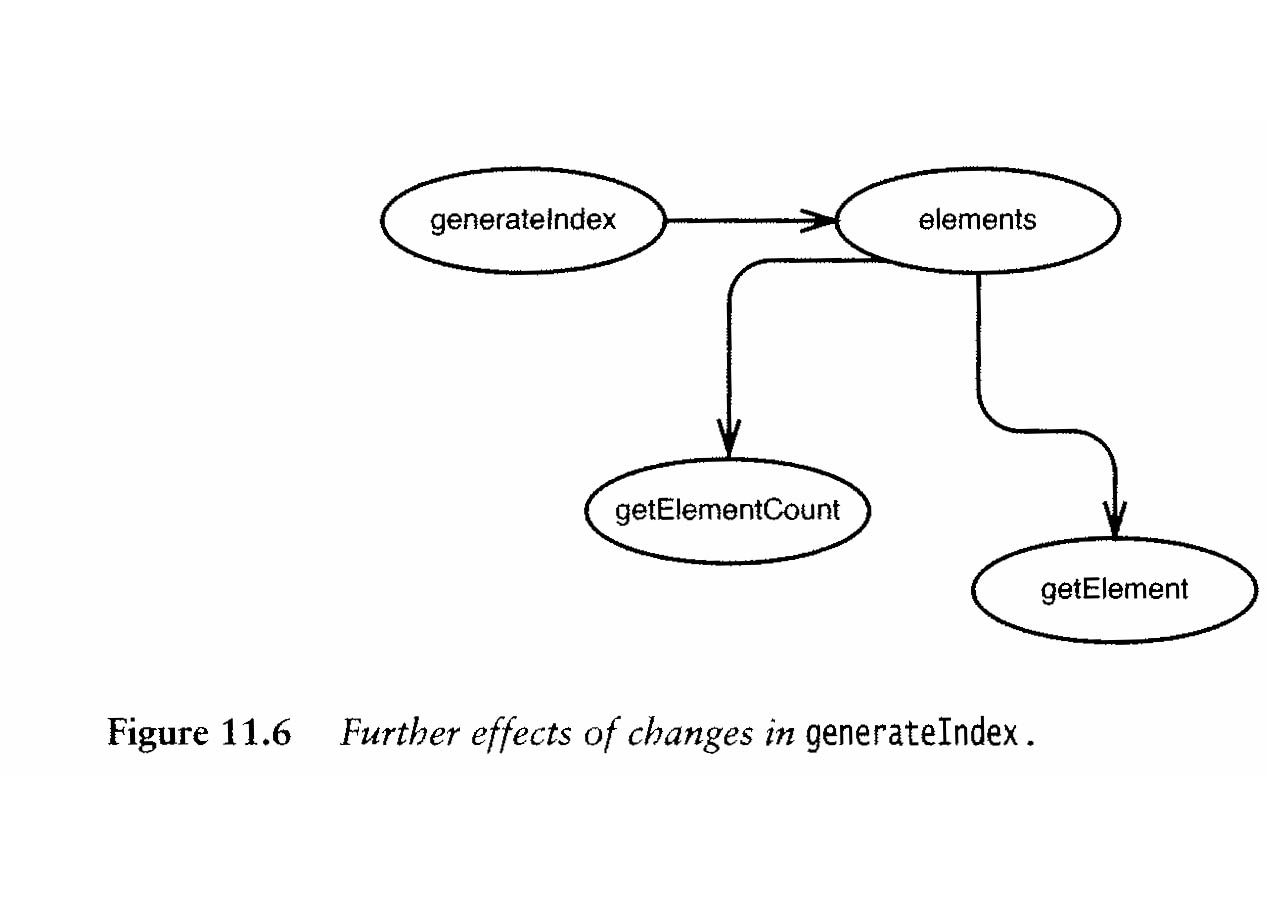 generateIndex
elements
getElementCount
getElement
Figure 11.6 Further effects of changes in generateIndex.